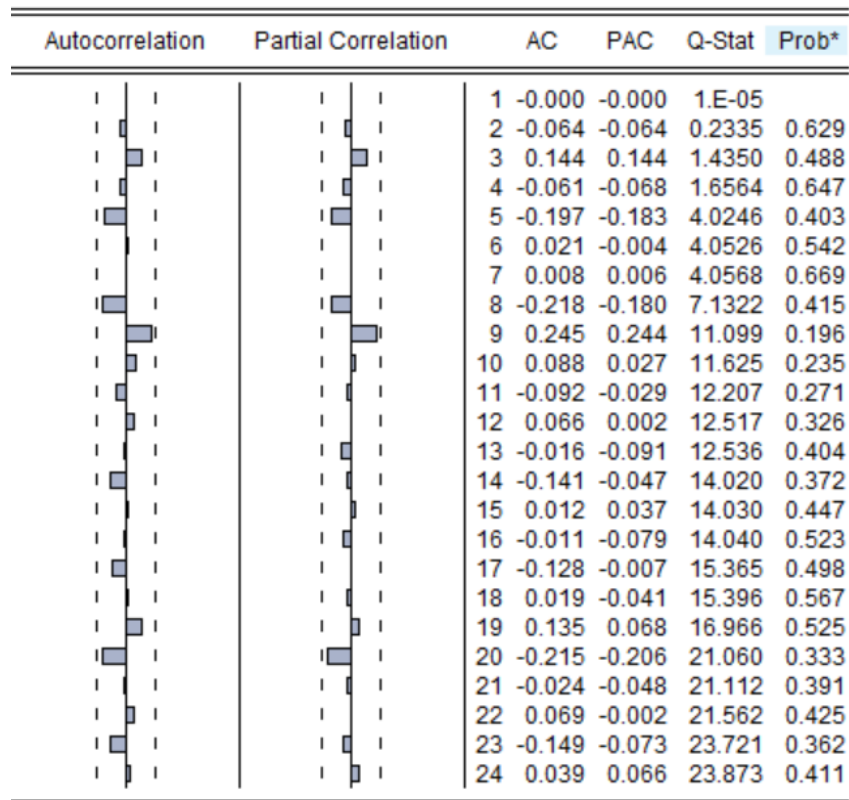 Autocorrelation Partial Correlation AC PAC Q-Stat Prob*
1 -0.000 -0.000 1.E-05
2 -0.064 -0.064 0.2335 0.629
3 0.144 0.144 1.4350 0.488
4 -0.061 -0.068 1.6564 0.647
5 -0.197 -0.183 4.0246 0.403
6 0.021 -0.004 4.0526 0.542
7 0.008 0.006 4.0568 0.669
8 -0.218 -0.180 7.1322 0.415
9 0.245 0.244 11.099 0.196
10 0.088 0.027 11.625 0.235
11 -0.092 -0.029 12.207 0.271
12 0.066 0.002 12.517 0.326
13 -0.016 -0.091 12.536 0.404
14 -0.141 -0.047 14.020 0.372
15 0.012 0.037 14.030 0.447
16 -0.011 -0.079 14.040 0.523
17 -0.128 -0.007 15.365 0.498
18 0.019 -0.041 15.396 0.567
19 0.135 0.068 16.966 0.525
20 -0.215 -0.206 21.060 0.333
21 -0.024 -0.048 21.112 0.391
22 0.069 -0.002 21.562 0.425
23 -0.149 -0.073 23.721 0.362
24 0.039 0.066 23.873 0.411